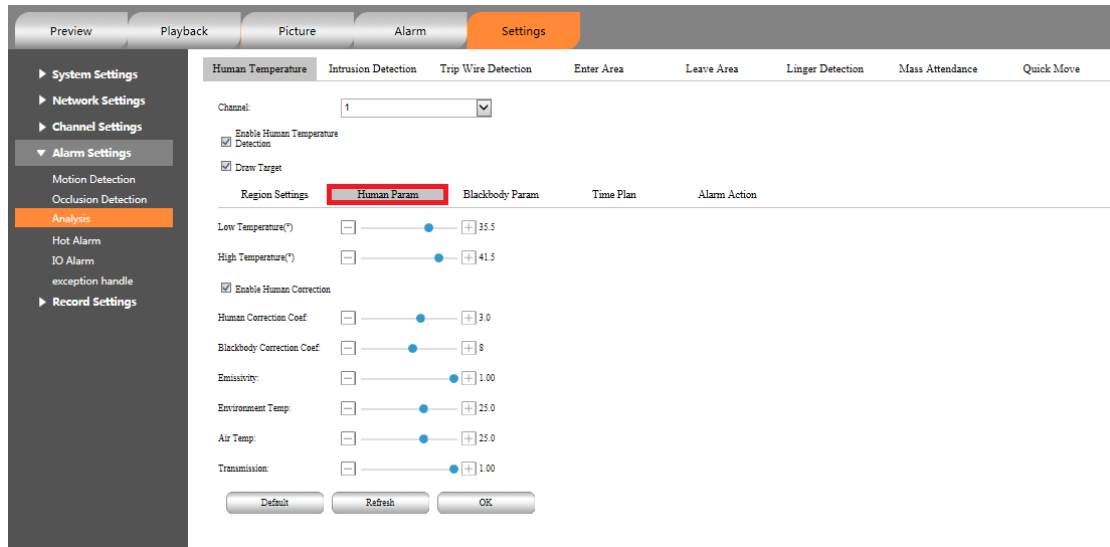 Preview Playback Picture Alarm Settings
System Settings
Network Settings
Channel Settings
Alarm Settings
Motion Detection
Occlusion Detection
Analysis
Hot Alarm
IO Alarm
exception handle
Record Settings
Human Temperature Intrusion Detection Trip Wire Detection Enter Area Leave Area Linger Detection Mass Attendance Quick Move
Channel: 1
Enable Human Temperature
Detection
Draw Target
Region Settings Human Param Blackbody Param Time Plan Alarm Action
Low Temperature(°) 35.5
High Temperature(°) 41.5
Enable Human Correction
Human Correction Coef: 3.0
Blackbody Correction Coef: 8
Emissivity: 1.00
Environment Temp: 25.0
Air Temp: 25.0
Transmission: 1.00
Default Refresh OK